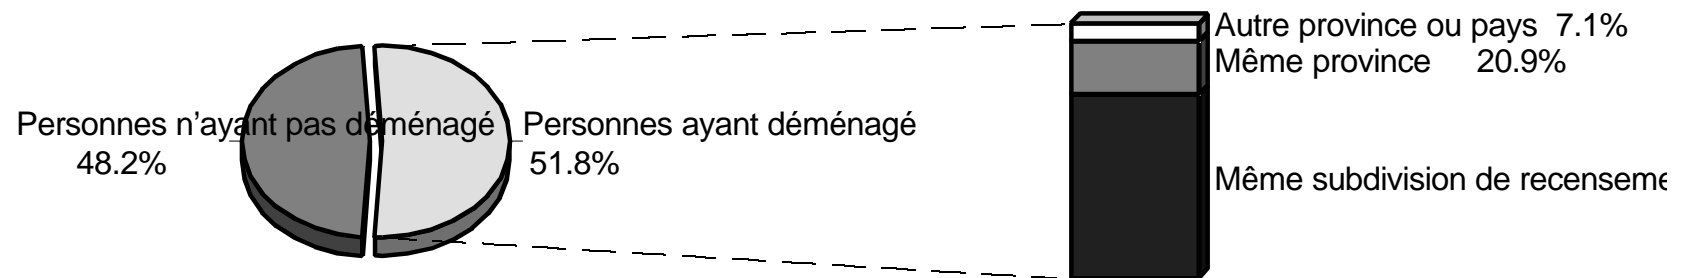 Autre province ou pays 7.1%
Même province 20.9%
Personnes n'ayant pas déménagé
48.2%
Personnes ayant déménagé
51.8%
Même subdivision de